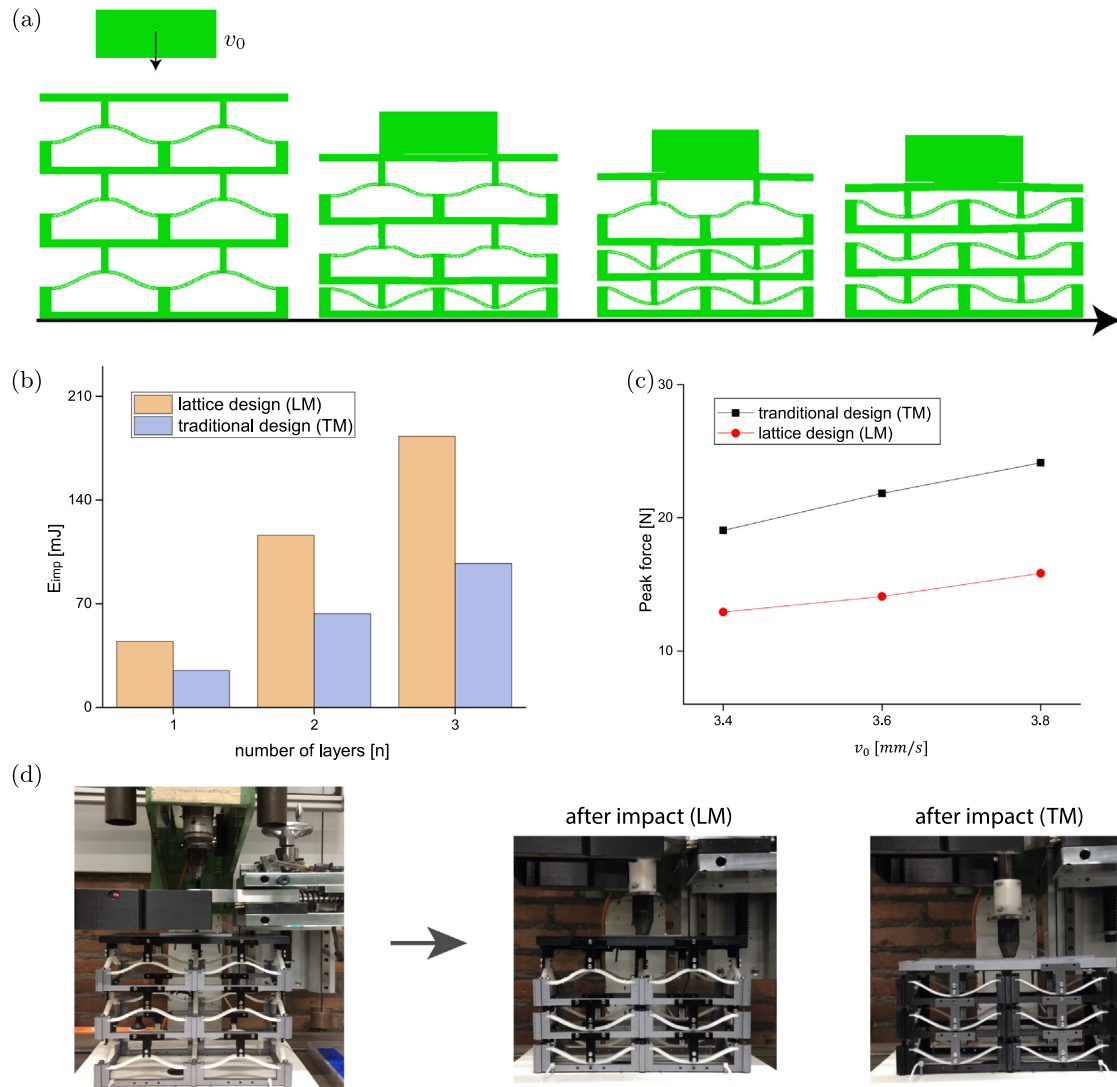 (a)
v₀
(b)
210
140
70
0
E_imp [mJ]
lattice design (LM)
traditional design (TM)
1 2 3
number of layers [n]
(c)
30
20
10
Peak force [N]
tranditional design (TM)
lattice design (LM)
3.4 3.6 3.8
v₀ [mm/s]
(d)
after impact (LM)
after impact (TM)